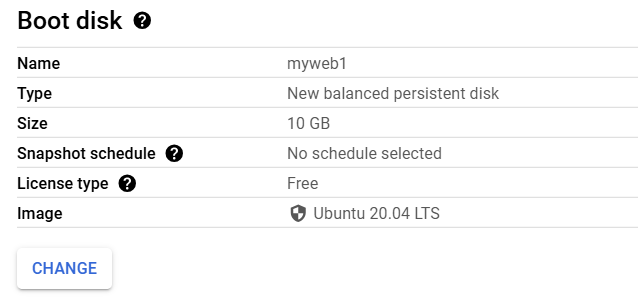 Boot disk ?
Name myweb1
Type New balanced persistent disk
Size 10 GB
Snapshot schedule ? No schedule selected
License type ? Free
Image Ubuntu 20.04 LTS
CHANGE